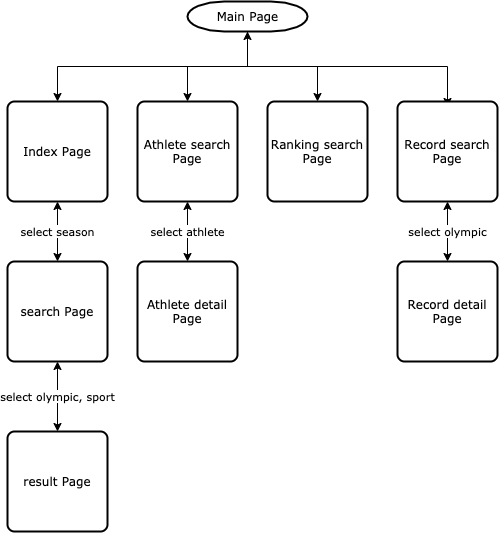 Main Page
Index Page
Athlete search
Page
Ranking search
Page
Record search
Page
select season
select athlete
select olympic
search Page
Athlete detail
Page
Record detail
Page
select olympic, sport
result Page